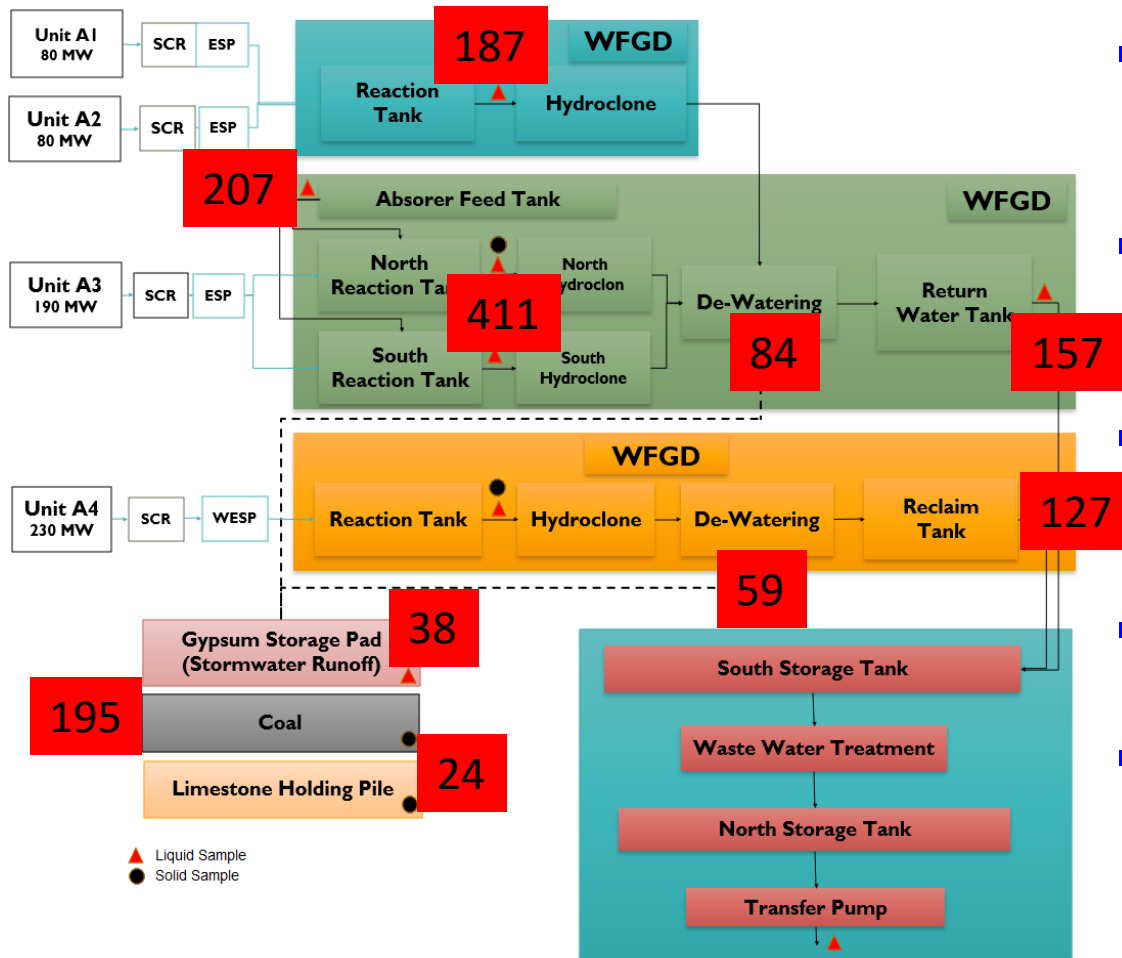 Unit A1
80 MW
SCR
ESP
187
WFGD
Reaction
Tank
Hydroclone
Unit A2
80 MW
SCR
ESP
207
Absorer Feed Tank
WFGD
Unit A3
190 MW
SCR
ESP
North
Reaction Tan
North
droclon
411
South
Reaction Tank
South
Hydroclone
De-Watering
84
Return
Water Tank
157
WFGD
Unit A4
230 MW
SCR
WESP
Reaction Tank
Hydroclone
De-Watering
Reclaim
Tank
127
59
38
Gypsum Storage Pad
(Stormwater Runoff)
195
Coal
24
Limestone Holding Pile
Liquid Sample
Solid Sample
South Storage Tank
Waste Water Treatment
North Storage Tank
Transfer Pump